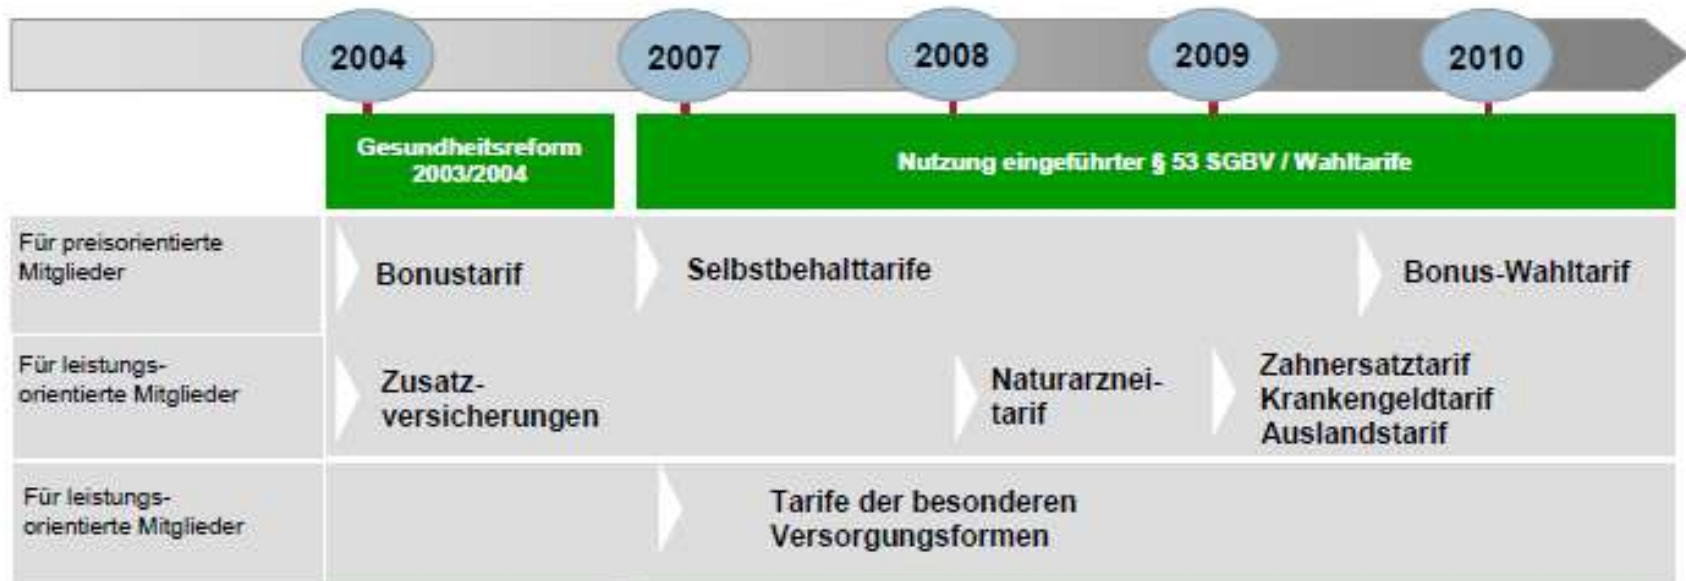 2004 2007 2008 2009 2010
Gesundheitsreform
2003/2004
Nutzung eingeführter § 53 SGBV / Wahltarife
Für preisorientierte
Mitglieder
Bonustarif
Selbstbehalttarife
Bonus-Wahltarif
Für leistungs-
orientierte Mitglieder
Zusatz-
versicherungen
Naturarznei-
tarif
Zahnersatztarif
Krankengeldtarif
Auslandstarif
Für leistungs-
orientierte Mitglieder
Tarife der besonderen
Versorgungsformen